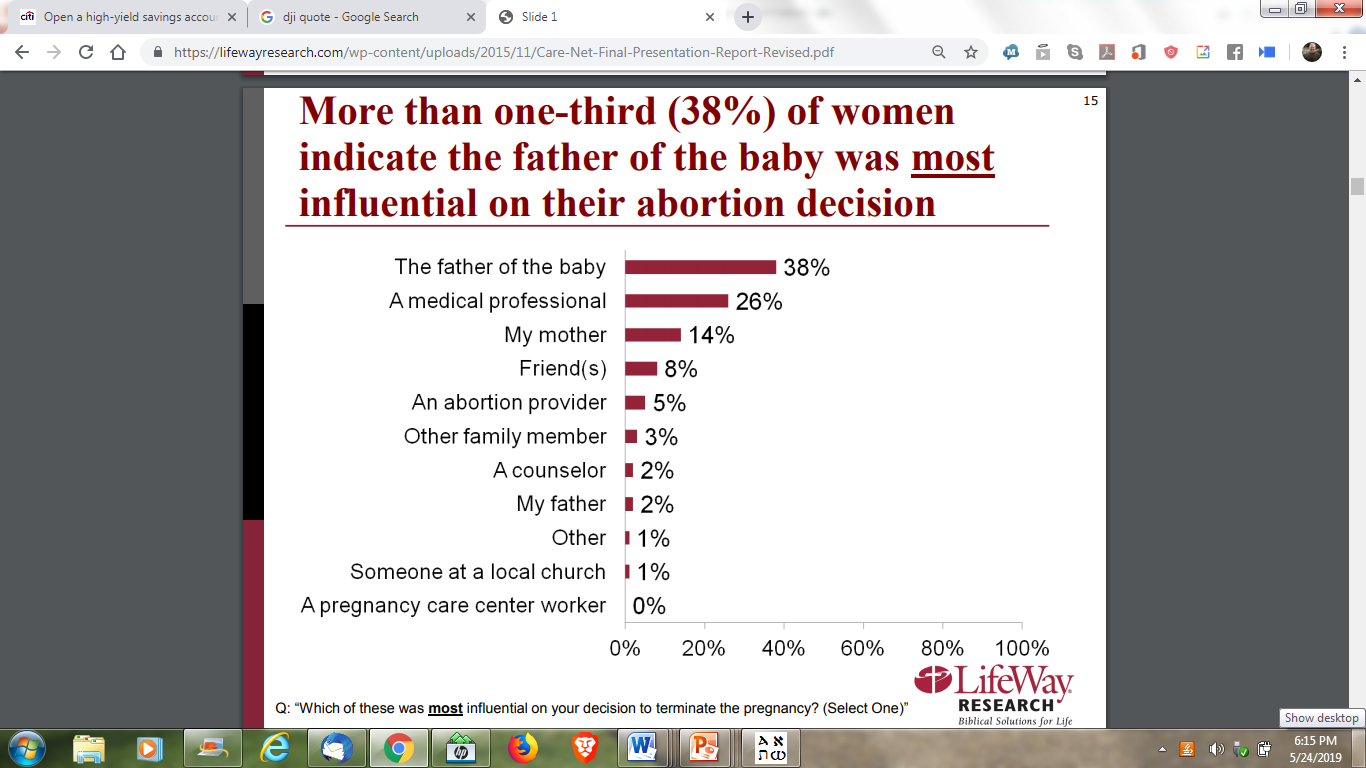 Open a high-yield savings accou
dji quote - Google Search
Slide 1
https://lifewayresearch.com/wp-content/uploads/2015/11/Care-Net-Final-Presentation-Report-Revised.pdf
15
More than one-third (38%) of women
indicate the father of the baby was most
influential on their abortion decision
The father of the baby 38%
A medical professional 26%
My mother 14%
Friend(s) 8%
An abortion provider 5%
Other family member 3%
A counselor 2%
My father 2%
Other 1%
Someone at a local church 1%
A pregnancy care center worker 0%
0% 20% 40% 60% 80% 100%
LifeWay
RESEARCH
Biblical Solutions for Life
Q: “Which of these was most influential on your decision to terminate the pregnancy? (Select One)”
Show desktop
6:15 PM
5/24/2019